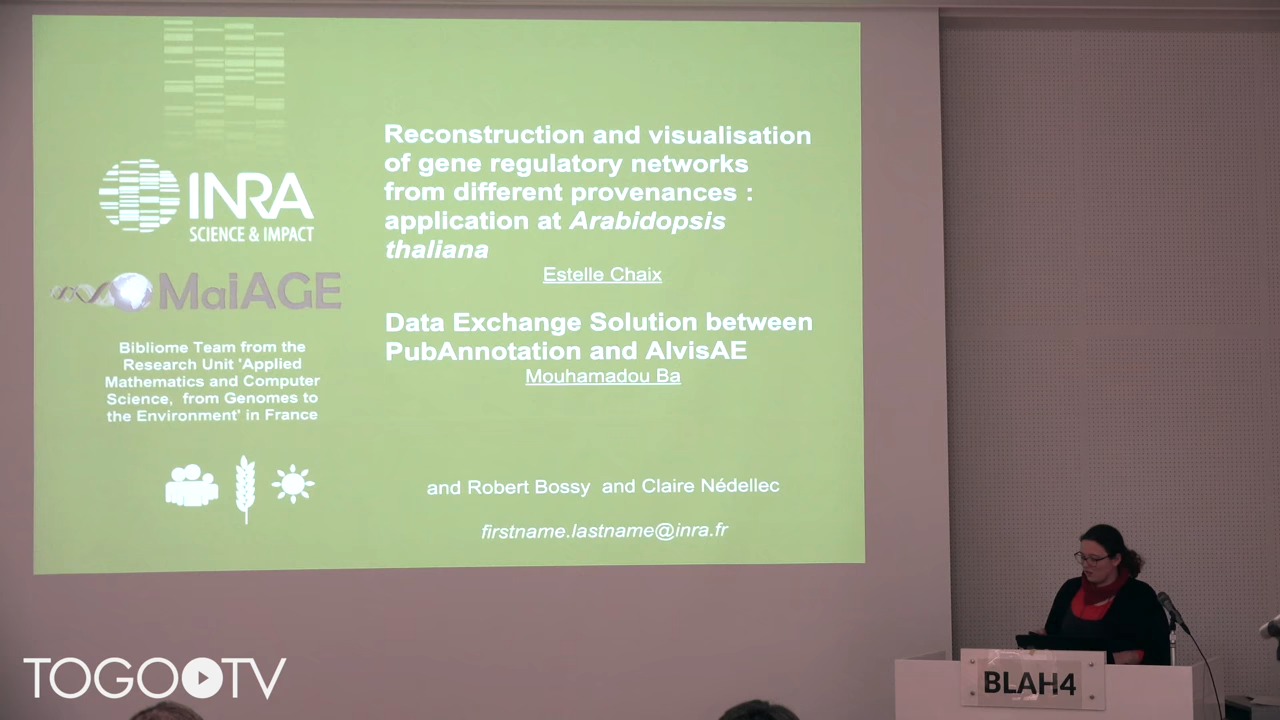 INRA
SCIENCE & IMPACT
MaiAGE
Bibliome Team from the
Research Unit 'Applied
Mathematics and Computer
Science, from Genomes to
the Environment' in France
Reconstruction and visualisation
of gene regulatory networks
from different provenances :
application at Arabidopsis
thaliana
Estelle Chaix
Data Exchange Solution between
PubAnnotation and AlvisAE
Mouhamadou Ba
and Robert Bossy and Claire Nédellec
firstname.lastname@inra.fr
BLAH4
TOGO TV